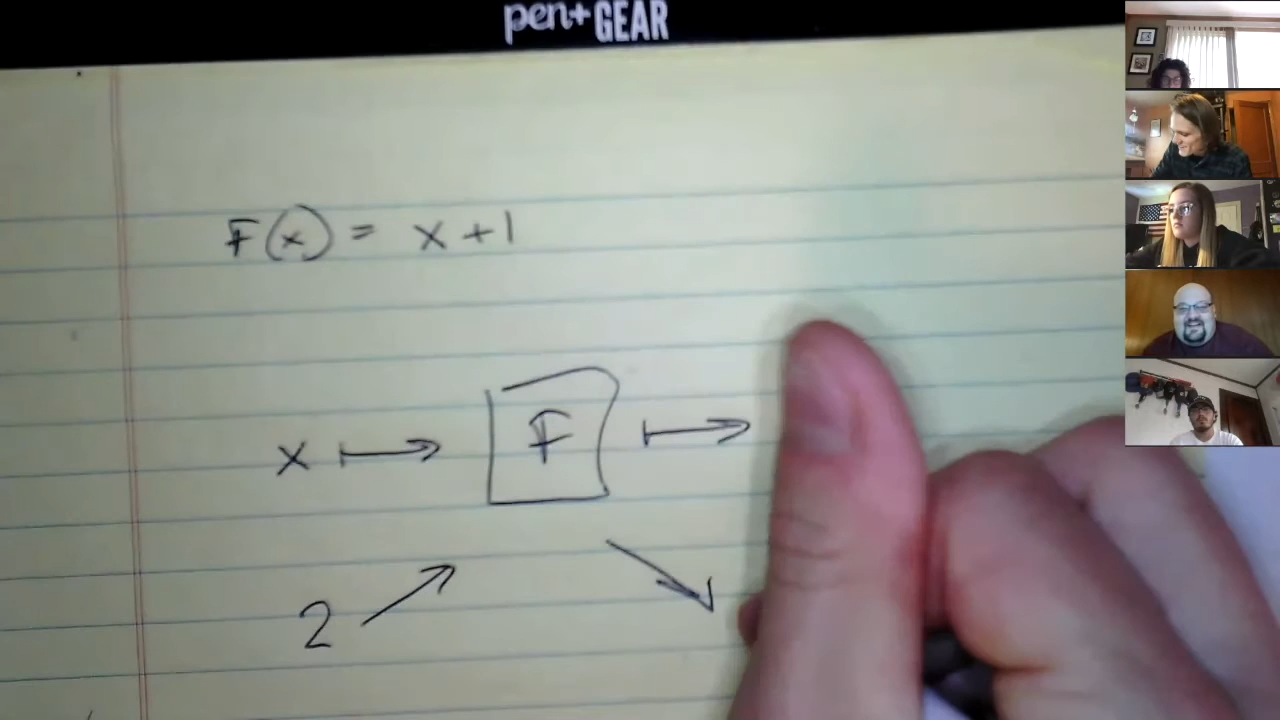 pen+GEAR
F(x) = x+1
x ↦ F ↦
2